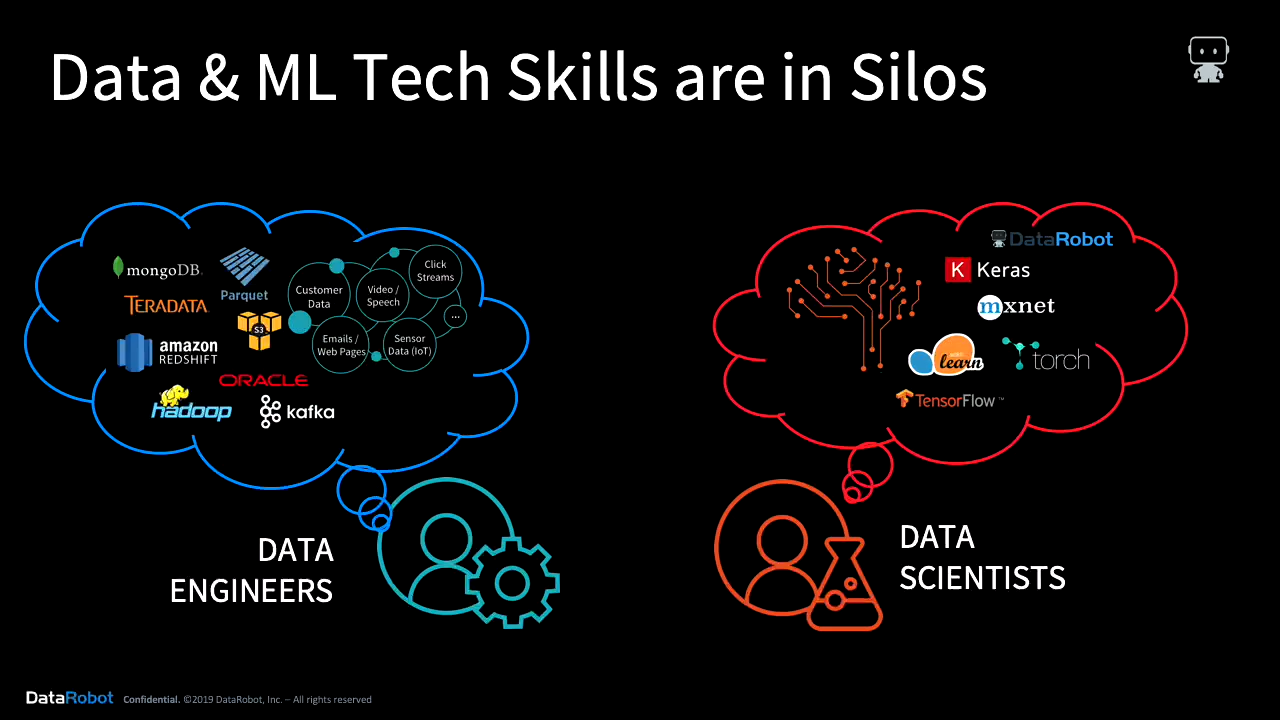 Data & ML Tech Skills are in Silos
mongoDB.
Parquet
TERADATA
S3
amazon
REDSHIFT
ORACLE
hadoop
kafka
Customer
Data
Video /
Speech
Click
Streams
...
Emails /
Web Pages
Sensor
Data (IoT)
DataRobot
K Keras
mxnet
learn
torch
TensorFlow ™
DATA
ENGINEERS
DATA
SCIENTISTS
DataRobot Confidential. ©2019 DataRobot, Inc. – All rights reserved